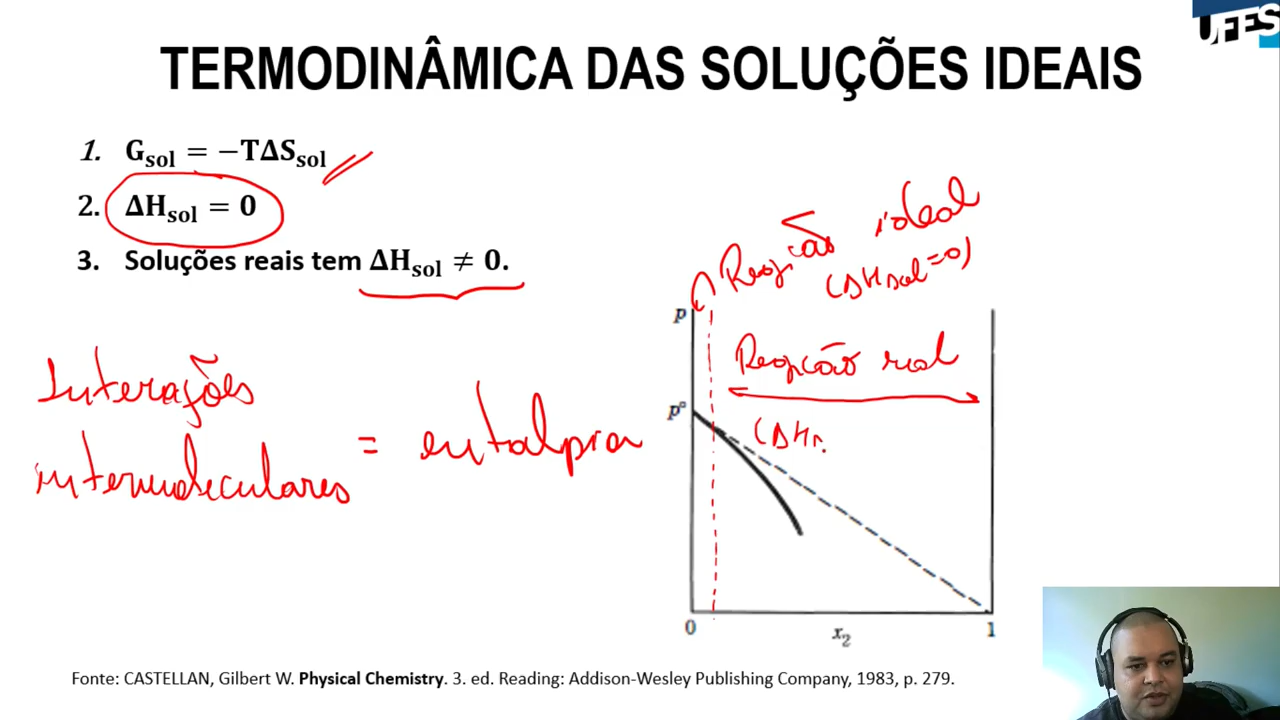 UFES
TERMODINÂMICA DAS SOLUÇÕES IDEAIS
1. Gsol = −TΔSsol
2. ΔHsol = 0
3. Soluções reais tem ΔHsol ≠ 0.
Interações
intermoleculares = entalpia
Região ideal
(ΔHsol=0)
Região real
(ΔH
p
p°
0
x2
1
Fonte: CASTELLAN, Gilbert W. Physical Chemistry. 3. ed. Reading: Addison-Wesley Publishing Company, 1983, p. 279.